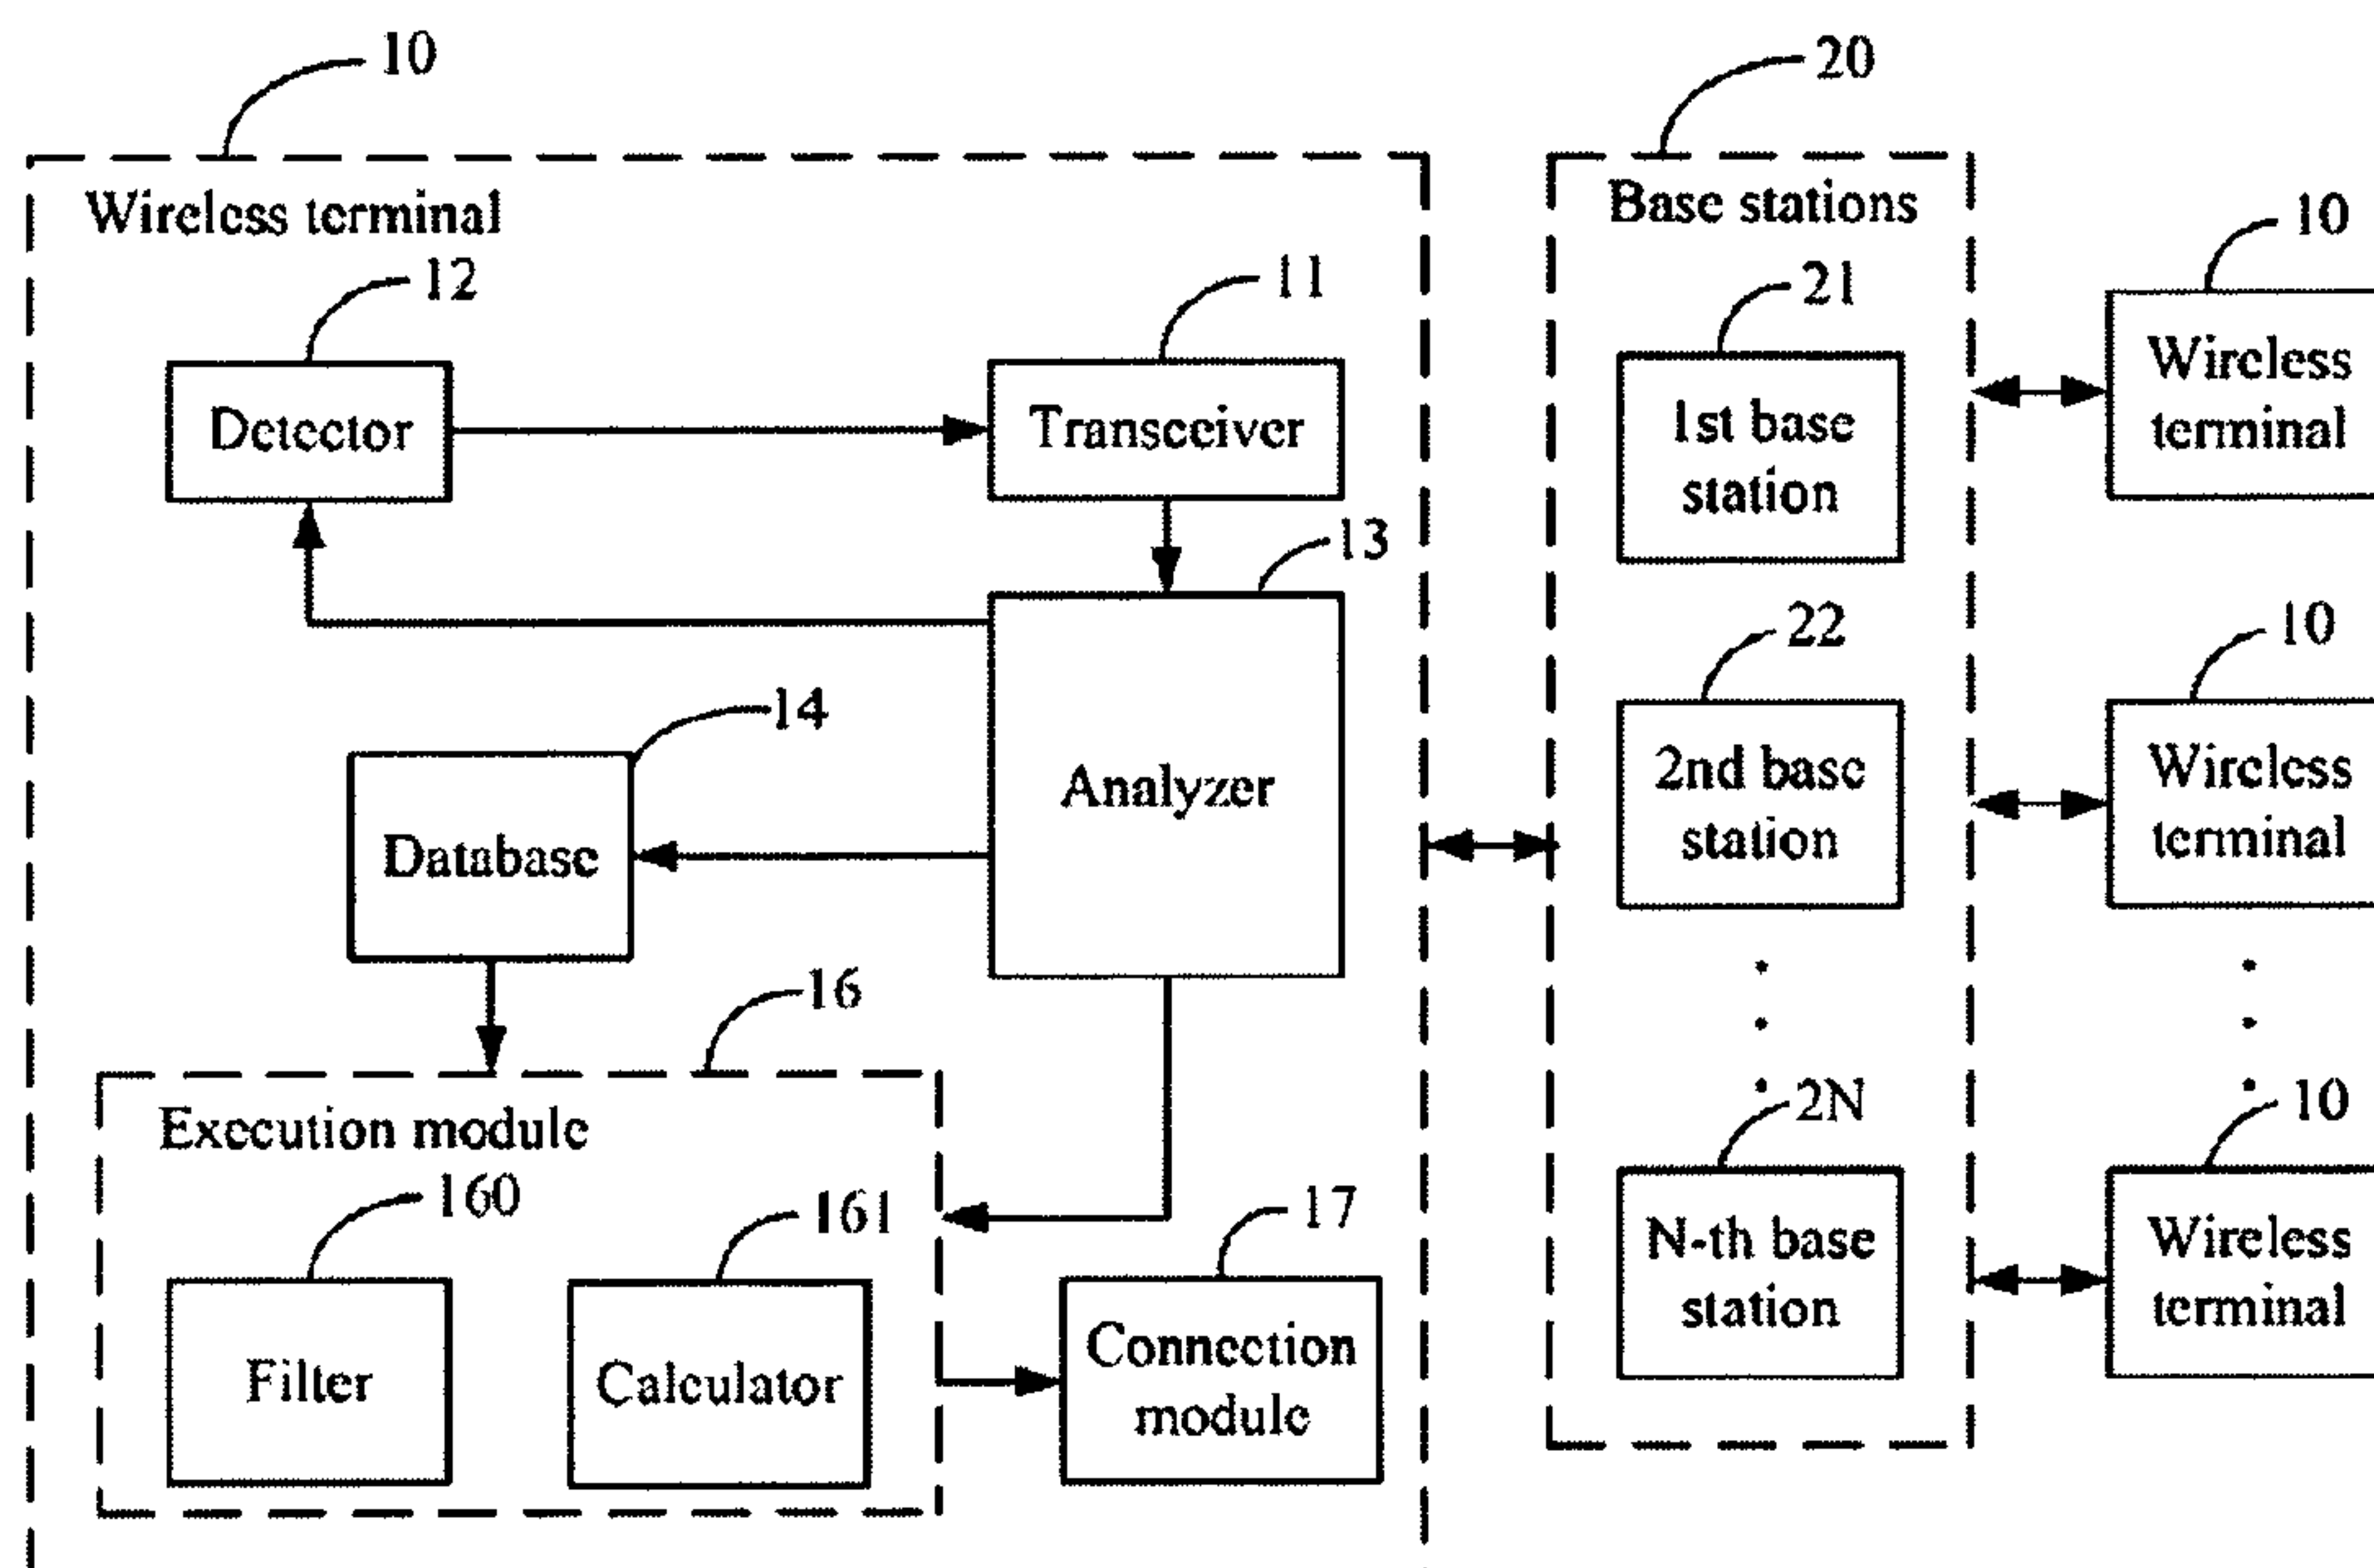 10
20
Wireless terminal
Base stations
10
12
11
21
Detector
Transceiver
1st base
station
Wireless
terminal
13
22
10
14
Analyzer
Database
2nd base
station
Wireless
terminal
16
2N
10
Execution module
160
161
17
Filter
Calculator
Connection
module
N-th base
station
Wireless
terminal